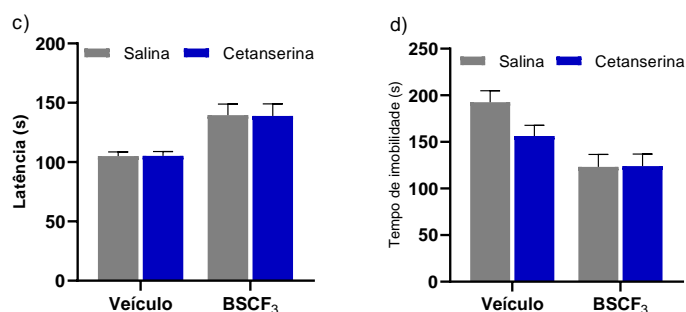 c)
Salina Cetanserina
Latência (s)
200
150
100
50
0
Veículo BSCF₃
d)
Salina Cetanserina
Tempo de imobilidade (s)
250
200
150
100
50
0
Veículo BSCF₃